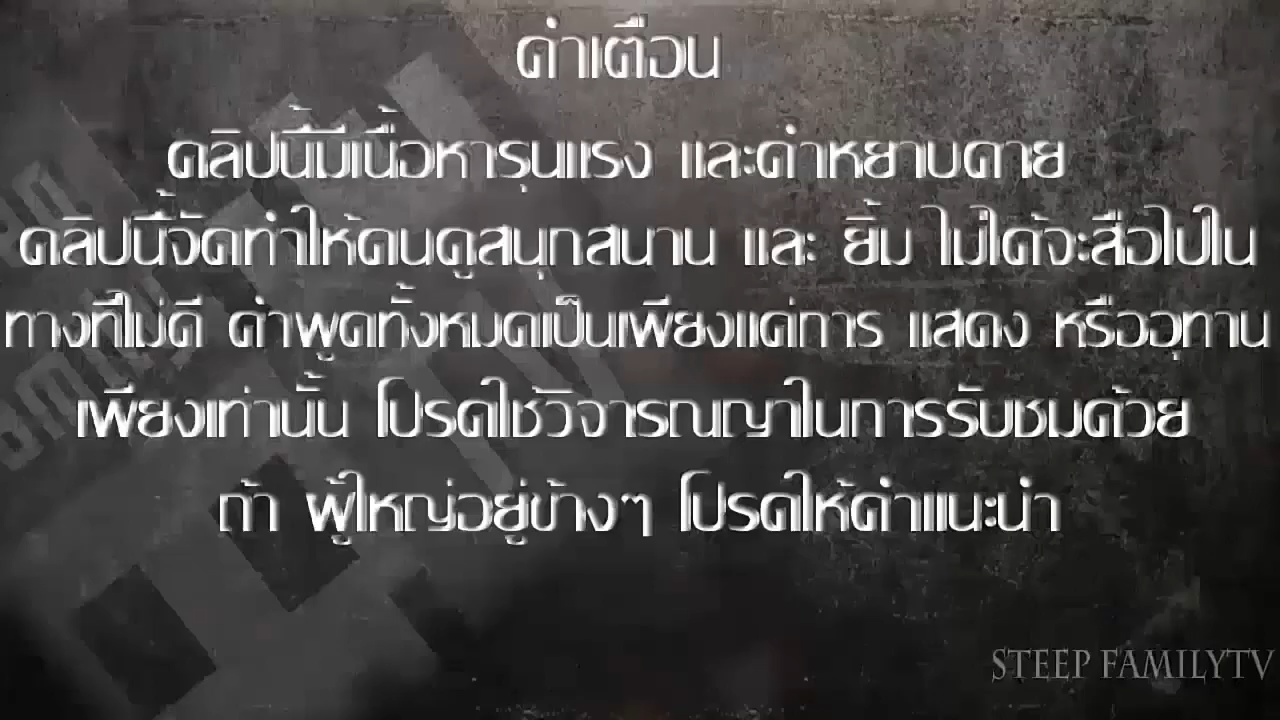 คำเตือน
คลิปนี้มีเนื้อหารุนแรง และคำหยาบคาย
คลิปนี้จัดทำให้คนดูสนุกสนาน และ ยิ้ม ไม่ได้จะสื่อไปใน
ทางที่ไม่ดี คำพูดทั้งหมดเป็นเพียงแค่การ แสดง หรืออุทาน
เพียงเท่านั้น โปรดใช้วิจารณญาในการรับชมด้วย
ถ้า ผู้ใหญ่อยู่ข้างๆ โปรดให้คำแนะนำ
STEEP FAMILYTV